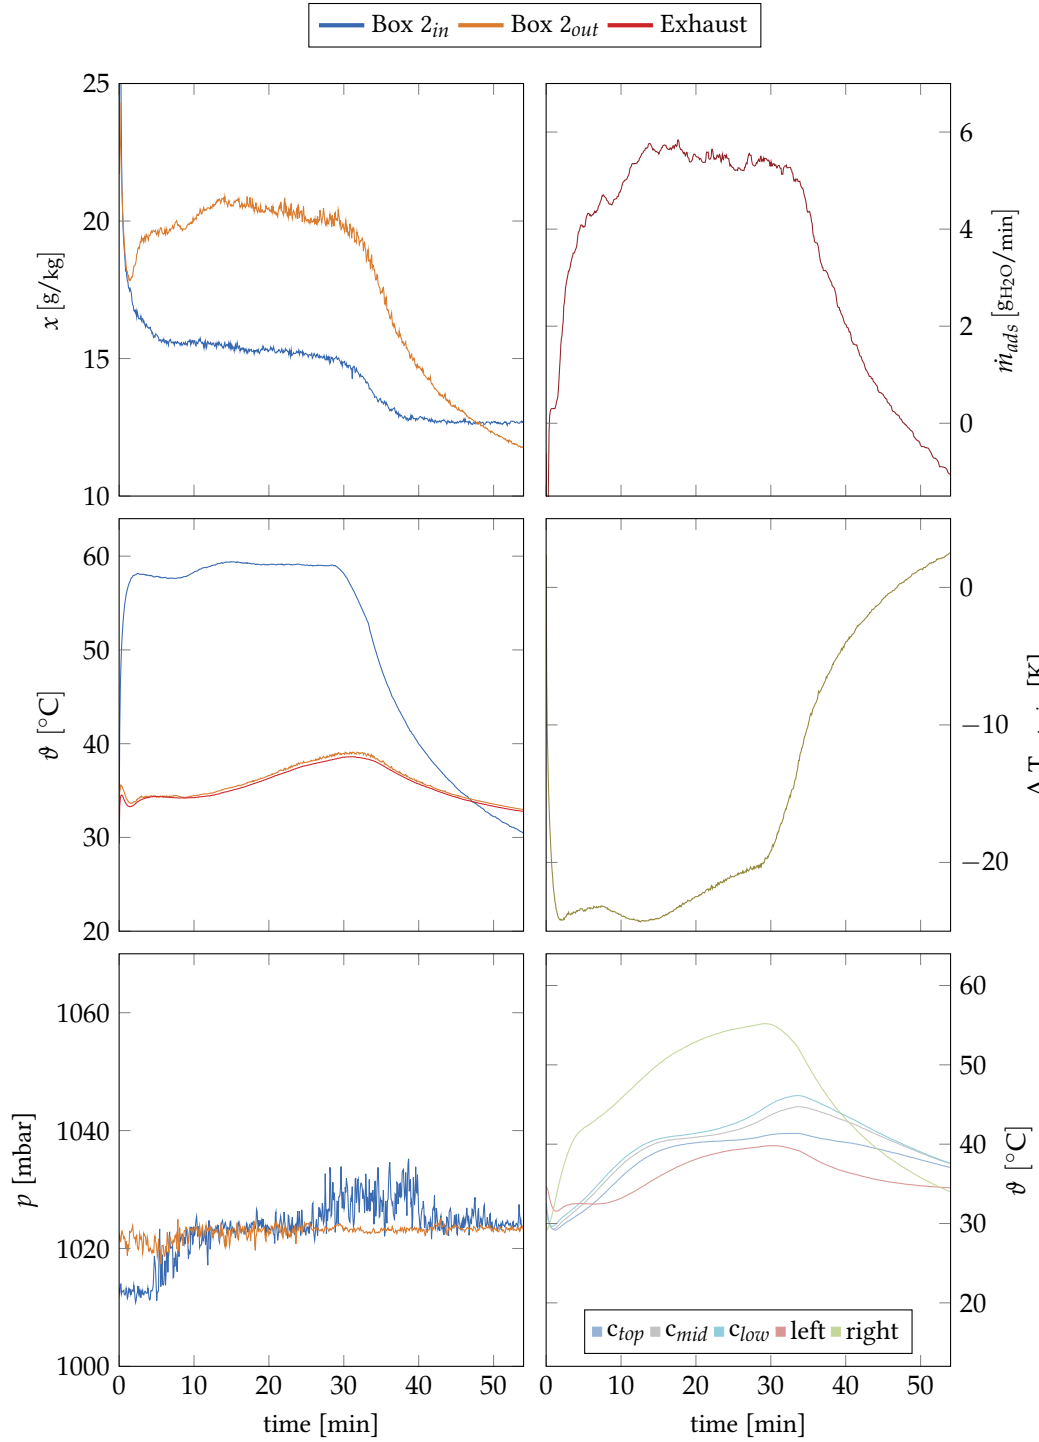 Box 2in Box 2out Exhaust
25
20
15
10
x [g/kg]
6
4
2
0
ṁads [gH2O/min]
60
50
40
30
20
ϑ [°C]
0
−10
−20
[K]
1060
1040
1020
1000
p [mbar]
0 10 20 30 40 50
time [min]
60
50
40
30
20
ϑ [°C]
ctop cmid clow left right
0 10 20 30 40 50
time [min]